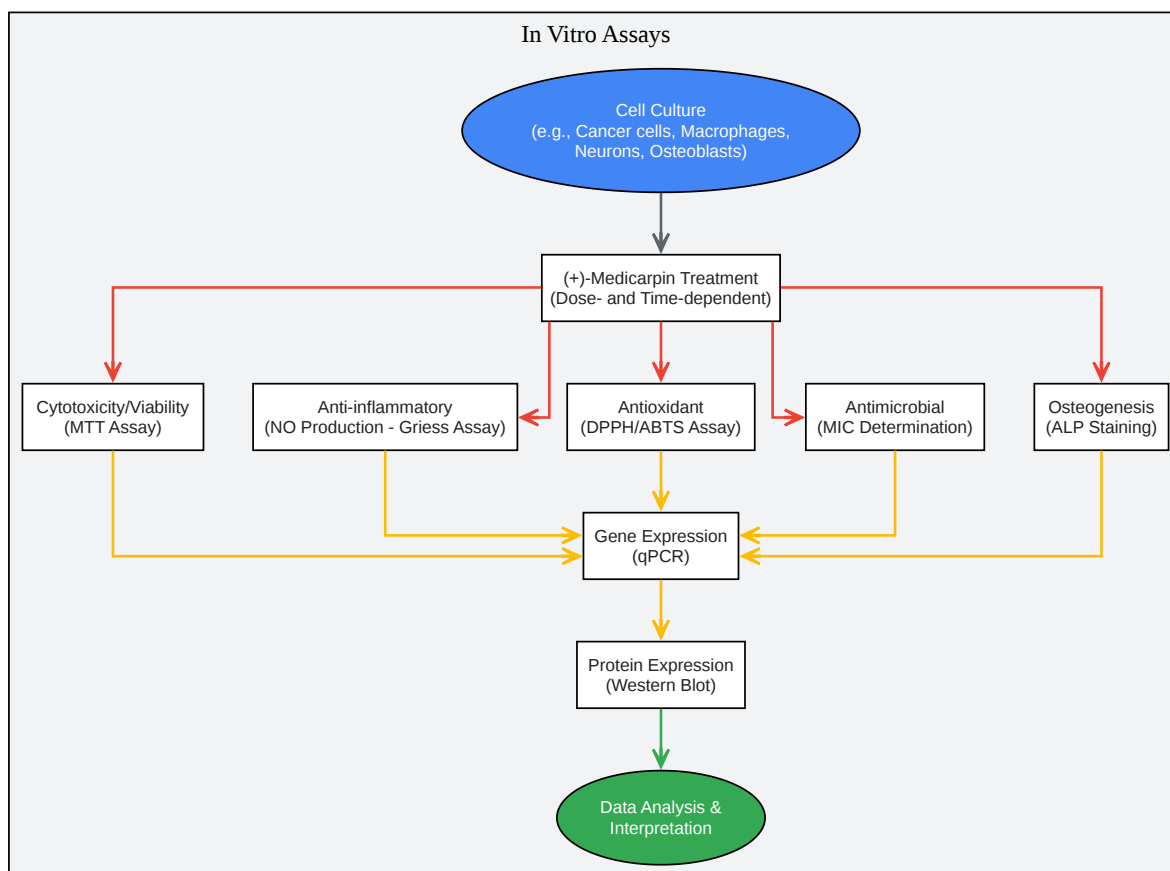 In Vitro Assays
Cell Culture
(e.g., Cancer cells, Macrophages,
Neurons, Osteoblasts)
(+)-Medicarpin Treatment
(Dose- and Time-dependent)
Cytotoxicity/Viability
(MTT Assay)
Anti-inflammatory
(NO Production - Griess Assay)
Antioxidant
(DPPH/ABTS Assay)
Antimicrobial
(MIC Determination)
Osteogenesis
(ALP Staining)
Gene Expression
(qPCR)
Protein Expression
(Western Blot)
Data Analysis &
Interpretation